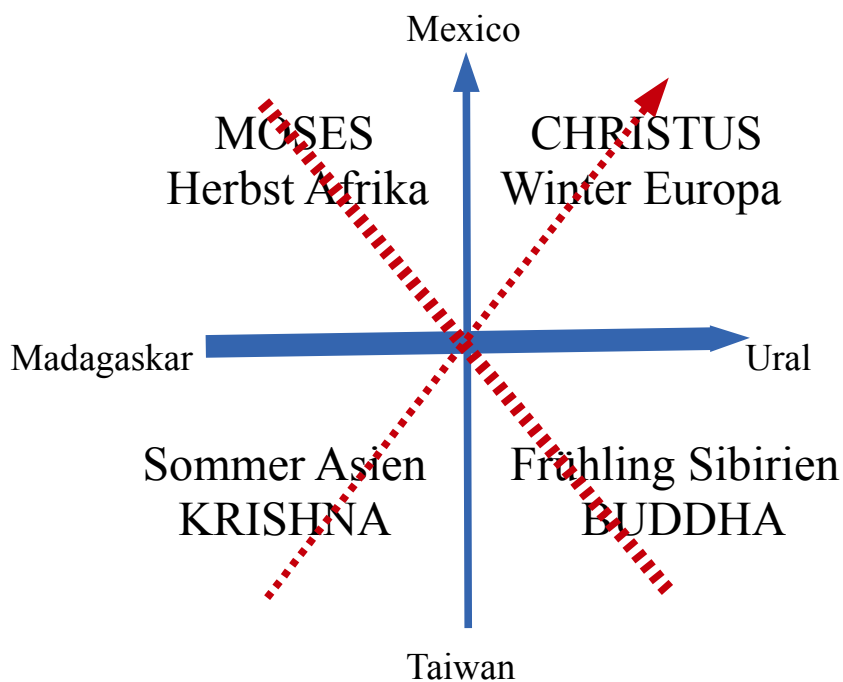 Mexico
MOSES
Herbst Afrika
CHRISTUS
Winter Europa
Madagaskar
Ural
Sommer Asien
KRISHNA
Frühling Sibirien
BUDDHA
Taiwan